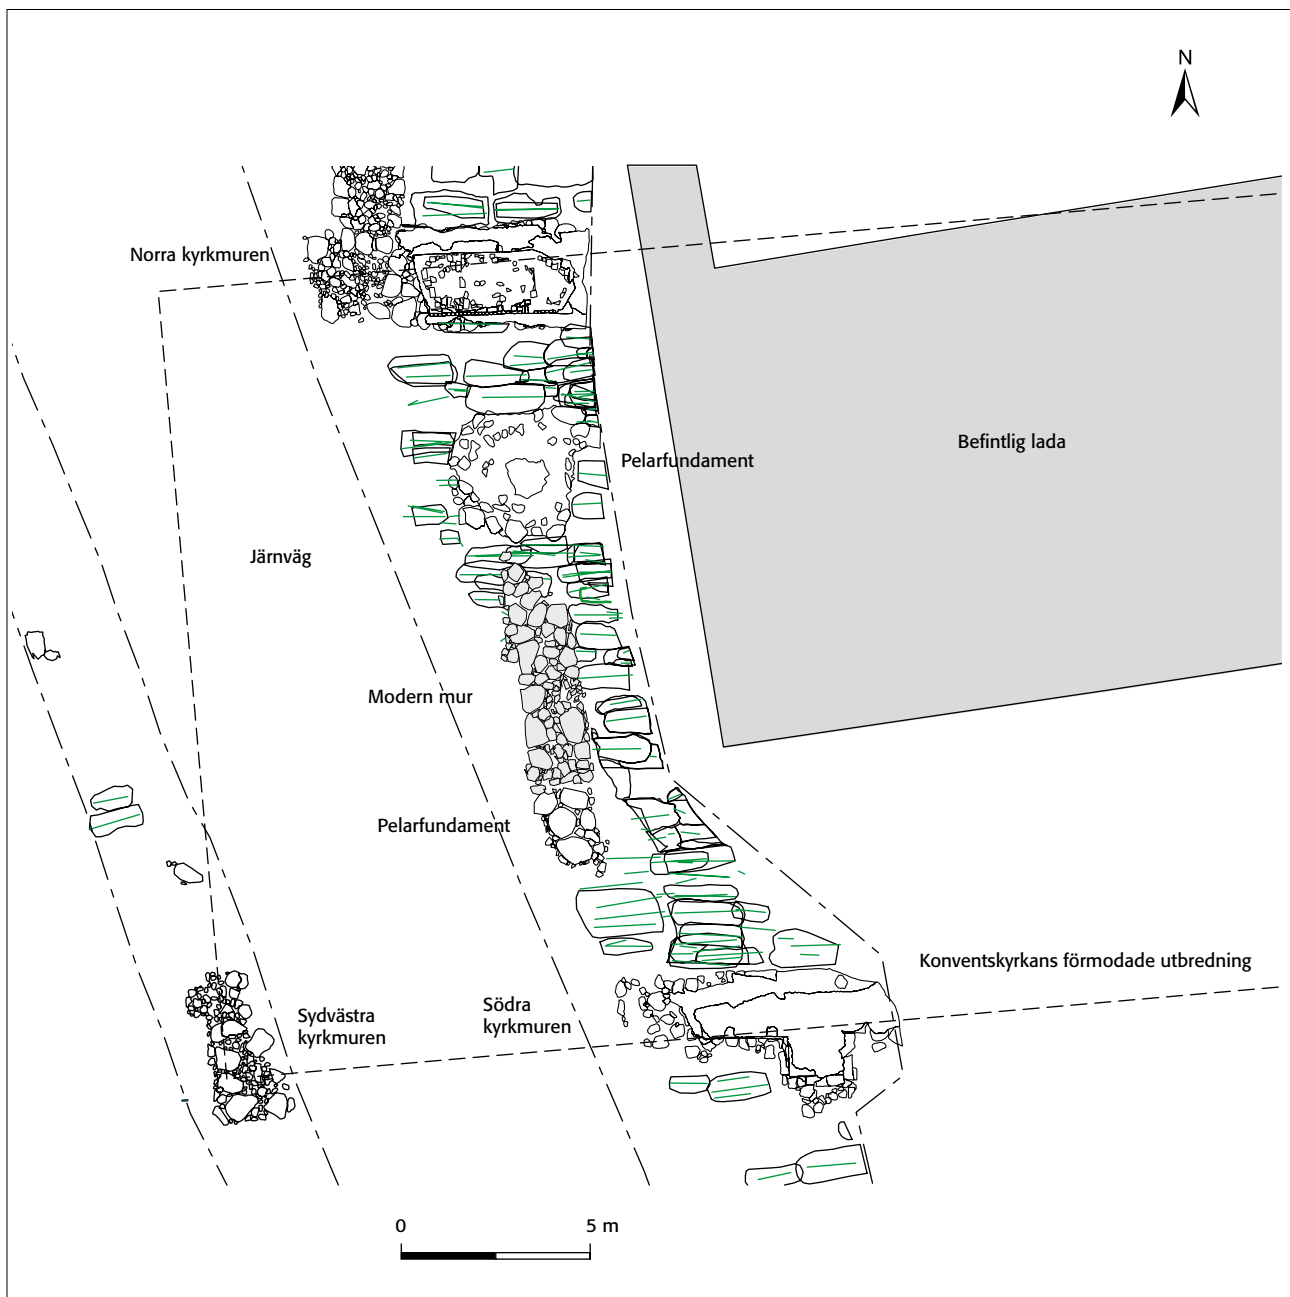 N
Norra kyrkmuren
Befintlig lada
Pelarfundament
Järnväg
Modern mur
Pelarfundament
Konventskyrkans förmodade utbredning
Sydvästra
kyrkmuren
Södra
kyrkmuren
0 5 m